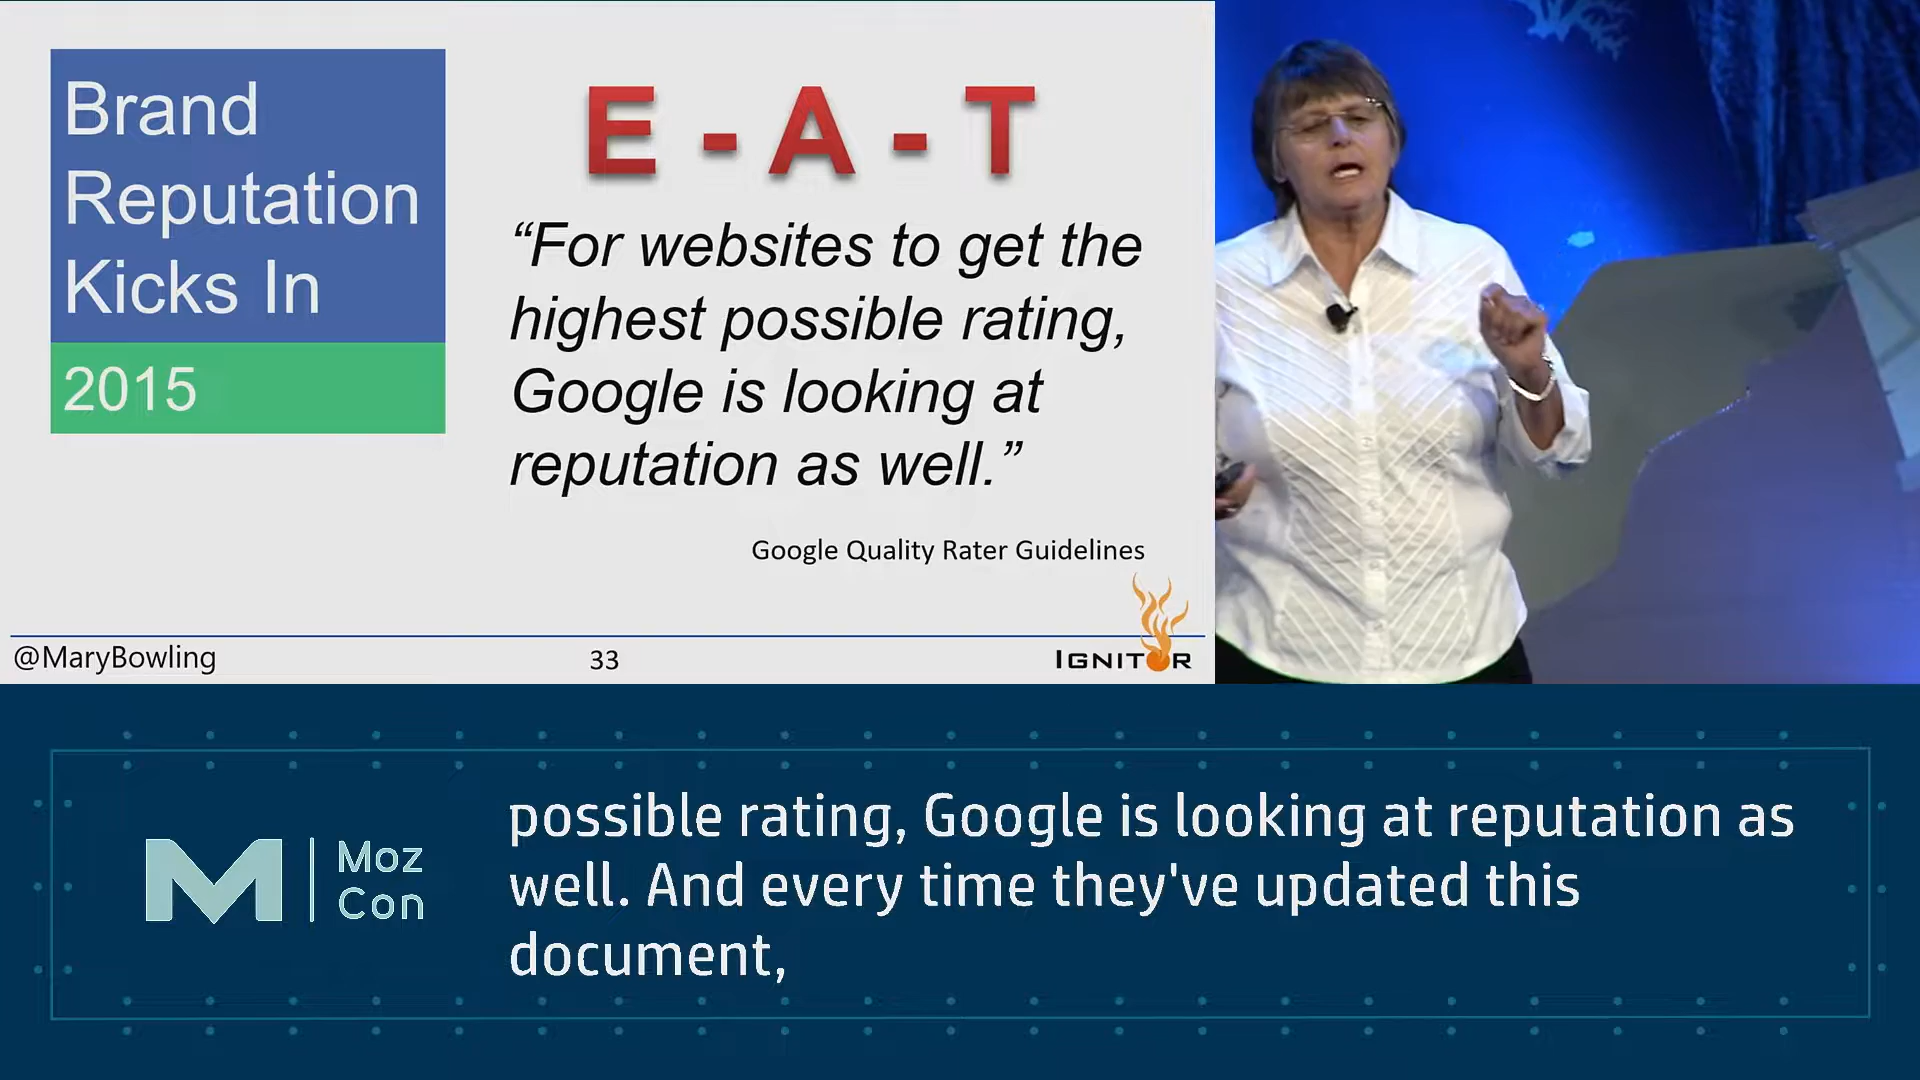 Brand
Reputation
Kicks In
2015
E - A - T
“For websites to get the
highest possible rating,
Google is looking at
reputation as well.”
Google Quality Rater Guidelines
@MaryBowling
33
IGNITOR
Moz
Con
possible rating, Google is looking at reputation as
well. And every time they've updated this
document,